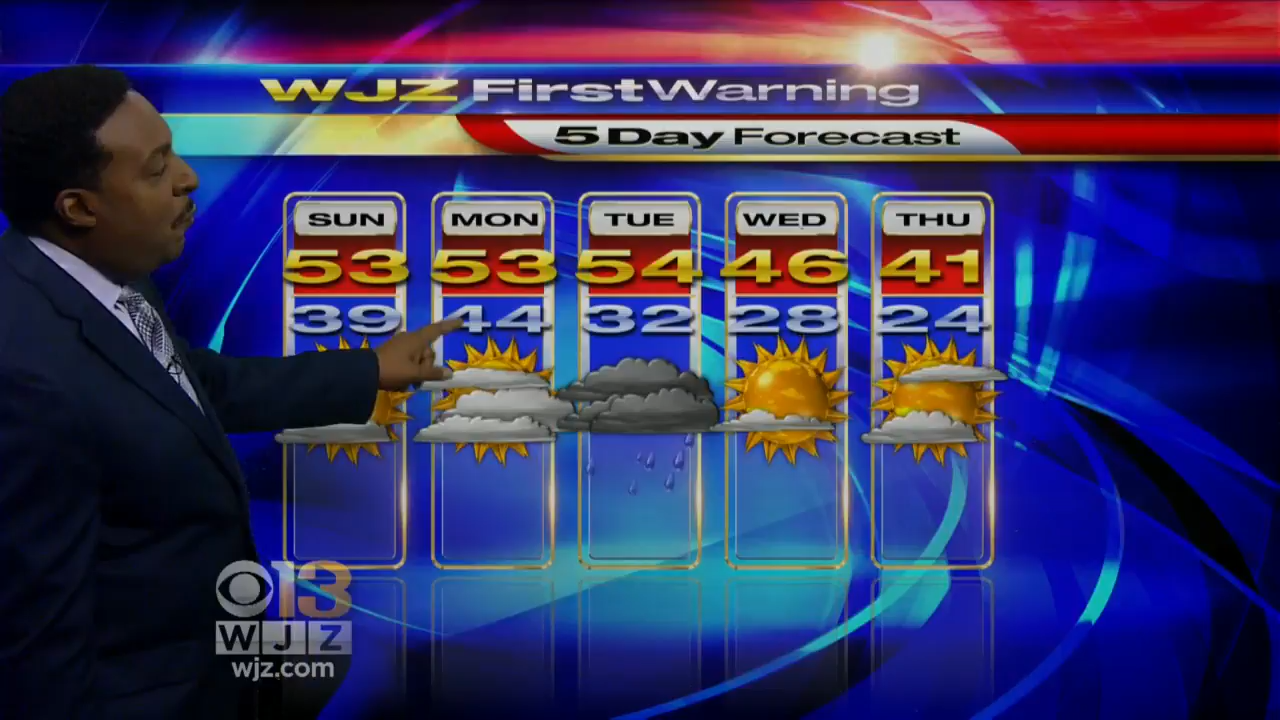 WJZ FirstWarning
5 Day Forecast
SUN MON TUE WED THU
53 53 54 46 41
39 44 32 28 24
13
WJZ
wjz.com